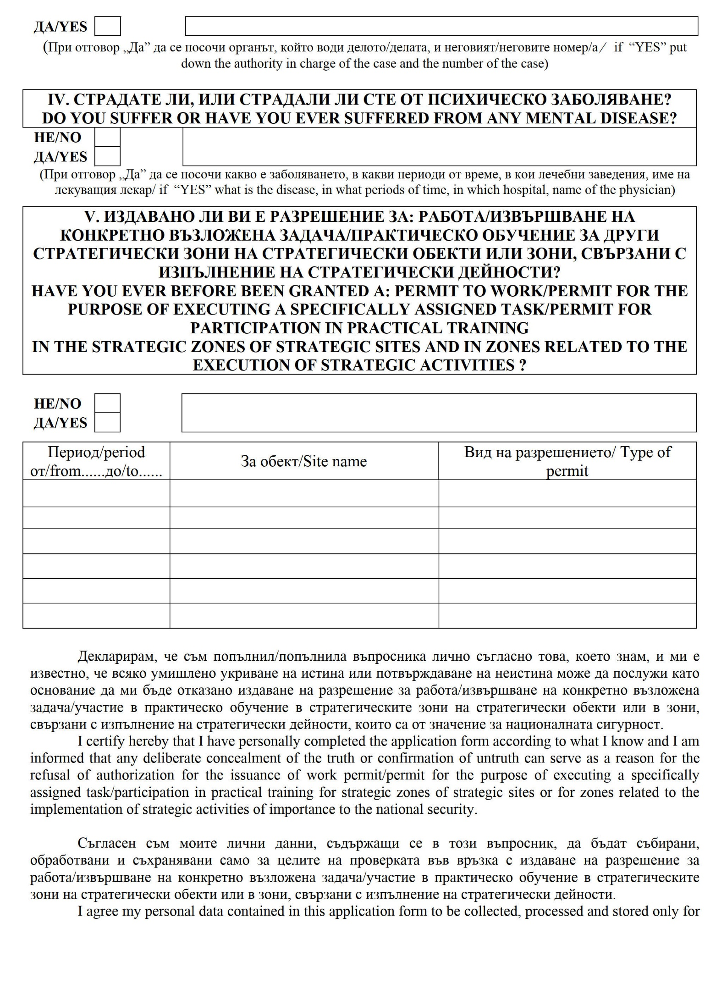 ДА/YES
(При отговор „Да” да се посочи органът, който води делото/делата, и неговият/неговите номер/а/ if “YES” put
down the authority in charge of the case and the number of the case)
IV. СТРАДАТЕ ЛИ, ИЛИ СТРАДАЛИ ЛИ СТЕ ОТ ПСИХИЧЕСКО ЗАБОЛЯВАНЕ?
DO YOU SUFFER OR HAVE YOU EVER SUFFERED FROM ANY MENTAL DISEASE?
НЕ/NO
ДА/YES
(При отговор „Да” да се посочи какво е заболяването, в какви периоди от време, в кои лечебни заведения, име на
лекуващия лекар/ if “YES” what is the disease, in what periods of time, in which hospital, name of the physician)
V. ИЗДАВАНО ЛИ ВИ Е РАЗРЕШЕНИЕ ЗА: РАБОТА/ИЗВЪРШВАНЕ НА
КОНКРЕТНО ВЪЗЛОЖЕНА ЗАДАЧА/ПРАКТИЧЕСКО ОБУЧЕНИЕ ЗА ДРУГИ
СТРАТЕГИЧЕСКИ ЗОНИ НА СТРАТЕГИЧЕСКИ ОБЕКТИ ИЛИ ЗОНИ, СВЪРЗАНИ С
ИЗПЪЛНЕНИЕ НА СТРАТЕГИЧЕСКИ ДЕЙНОСТИ?
HAVE YOU EVER BEFORE BEEN GRANTED A: PERMIT TO WORK/PERMIT FOR THE
PURPOSE OF EXECUTING A SPECIFICALLY ASSIGNED TASK/PERMIT FOR
PARTICIPATION IN PRACTICAL TRAINING
IN THE STRATEGIC ZONES OF STRATEGIC SITES AND IN ZONES RELATED TO THE
EXECUTION OF STRATEGIC ACTIVITIES ?
НЕ/NO
ДА/YES
Период/period
от/from......до/to......
За обект/Site name
Вид на разрешението/ Type of
permit
Декларирам, че съм попълнил/попълнила въпросника лично съгласно това, което знам, и ми е
известно, че всяко умишлено укриване на истина или потвърждаване на неистина може да послужи като
основание да ми бъде отказано издаване на разрешение за работа/извършване на конкретно възложена
задача/участие в практическо обучение в стратегическите зони на стратегически обекти или в зони,
свързани с изпълнение на стратегически дейности, които са от значение за националната сигурност.
I certify hereby that I have personally completed the application form according to what I know and I am
informed that any deliberate concealment of the truth or confirmation of untruth can serve as a reason for the
refusal of authorization for the issuance of work permit/permit for the purpose of executing a specifically
assigned task/participation in practical training for strategic zones of strategic sites or for zones related to the
implementation of strategic activities of importance to the national security.
Съгласен съм моите лични данни, съдържащи се в този въпросник, да бъдат събирани,
обработвани и съхранявани само за целите на проверката във връзка с издаване на разрешение за
работа/извършване на конкретно възложена задача/участие в практическо обучение в стратегическите
зони на стратегически обекти или в зони, свързани с изпълнение на стратегически дейности.
I agree my personal data contained in this application form to be collected, processed and stored only for